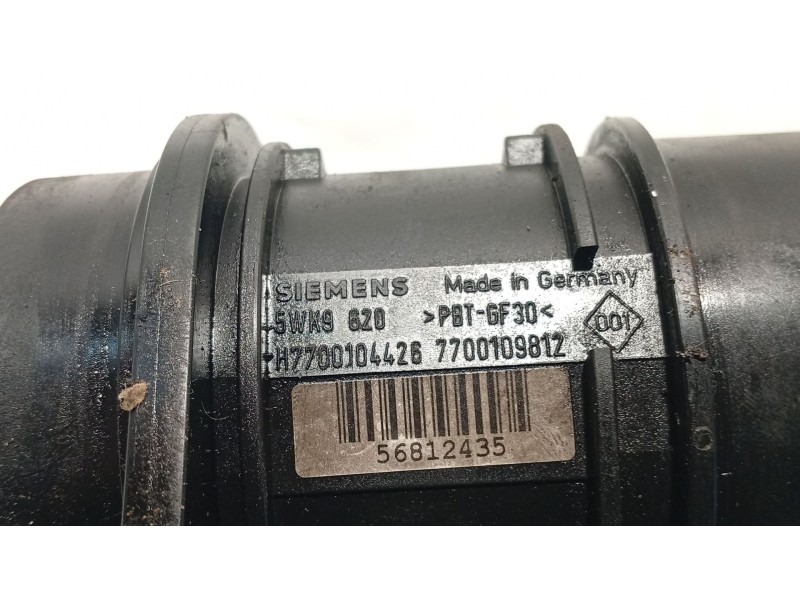 SIEMENS Made in Germany
5WK9 620 >PBT-GF30< 001
H7700104426 7700109812
56812435